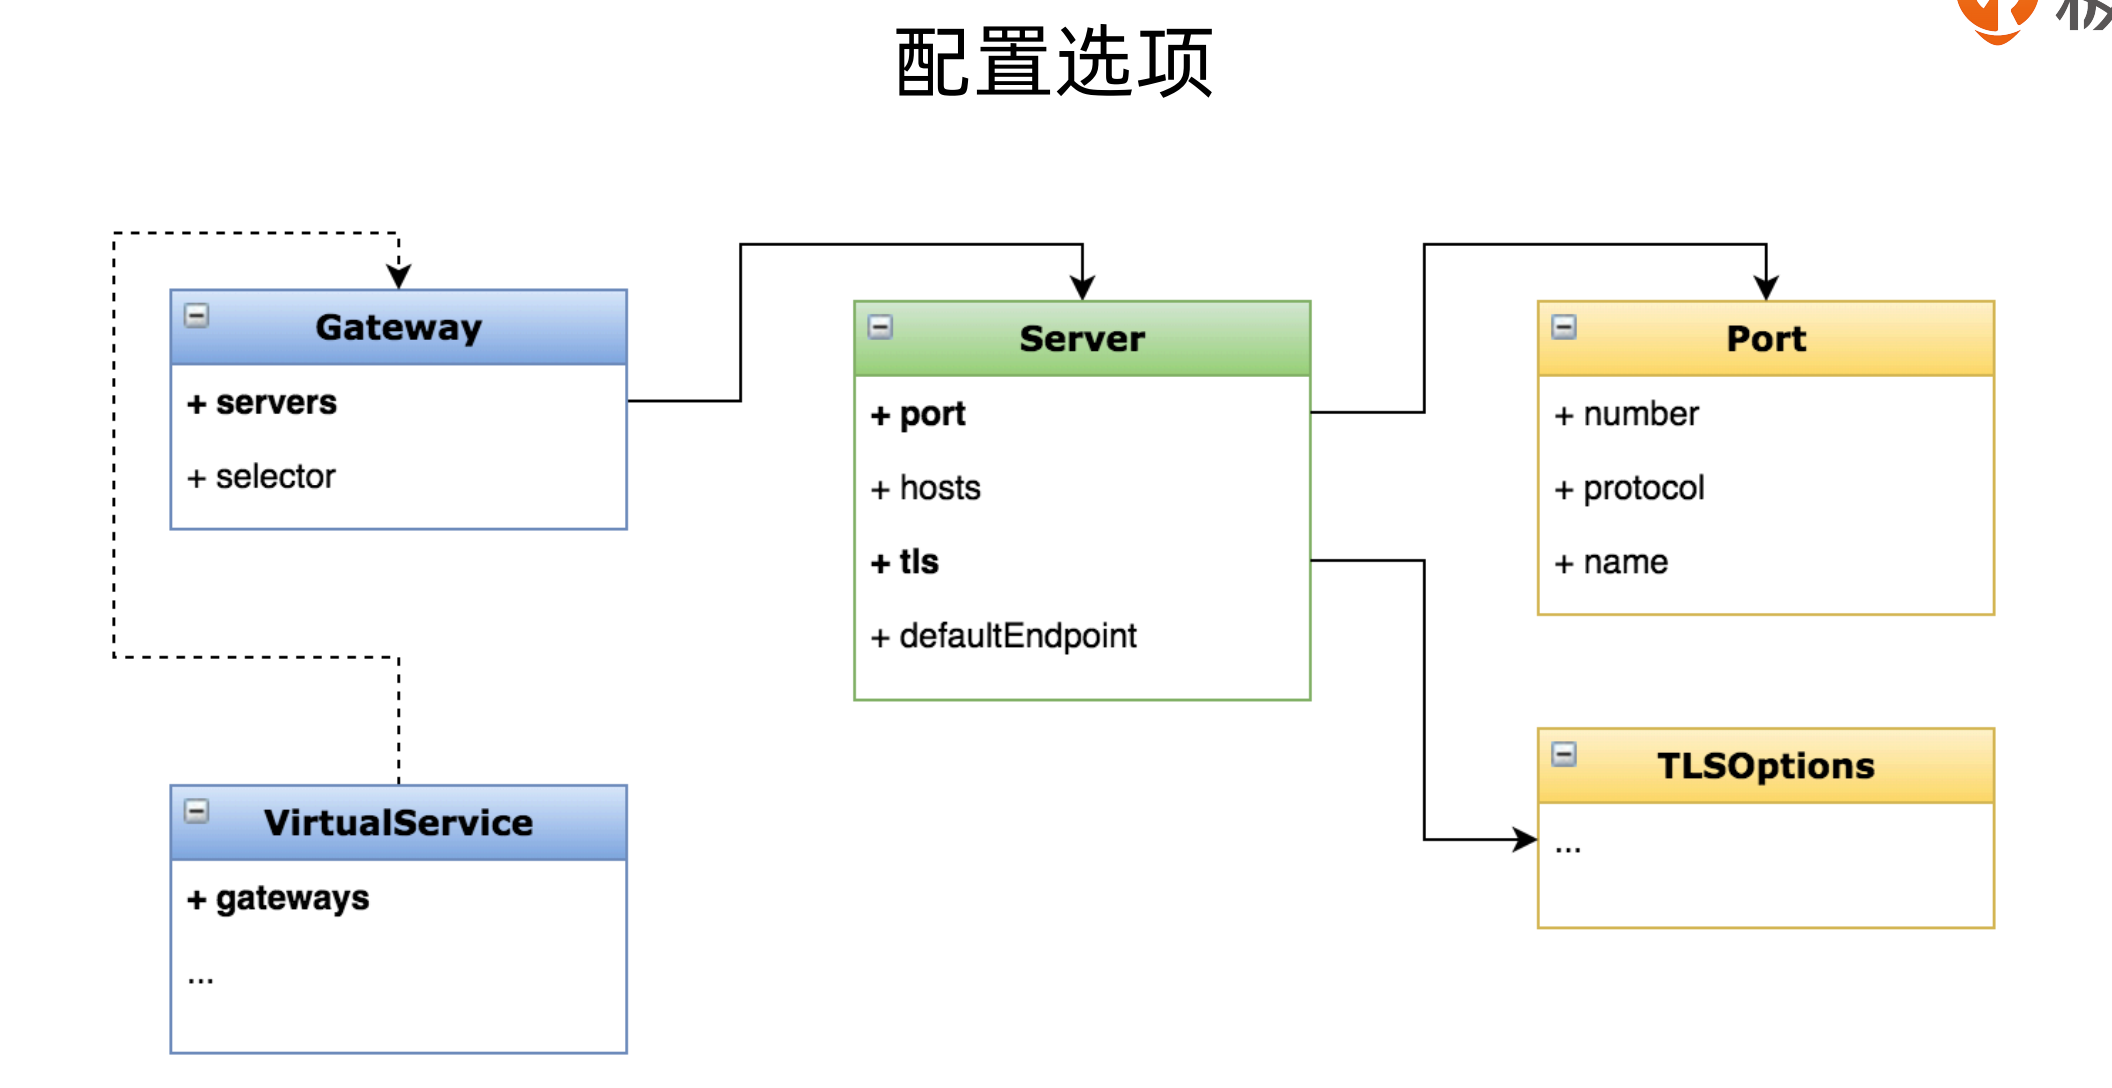 配置选项
Gateway
+ servers
+ selector
Server
+ port
+ hosts
+ tls
+ defaultEndpoint
Port
+ number
+ protocol
+ name
TLSOptions
...
VirtualService
+ gateways
...